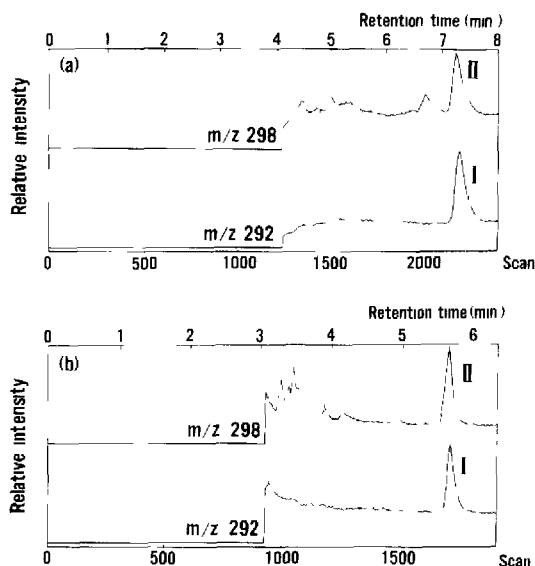 Retention time (min)
0 1 2 3 4 5 6 7 8
(a)
II
m/z 298
I
m/z 292
Relative intensity
0 500 1000 1500 2000 Scan
Retention time (min)
0 1 2 3 4 5 6
(b)
II
m/z 298
I
m/z 292
Relative intensity
0 500 1000 1500 Scan